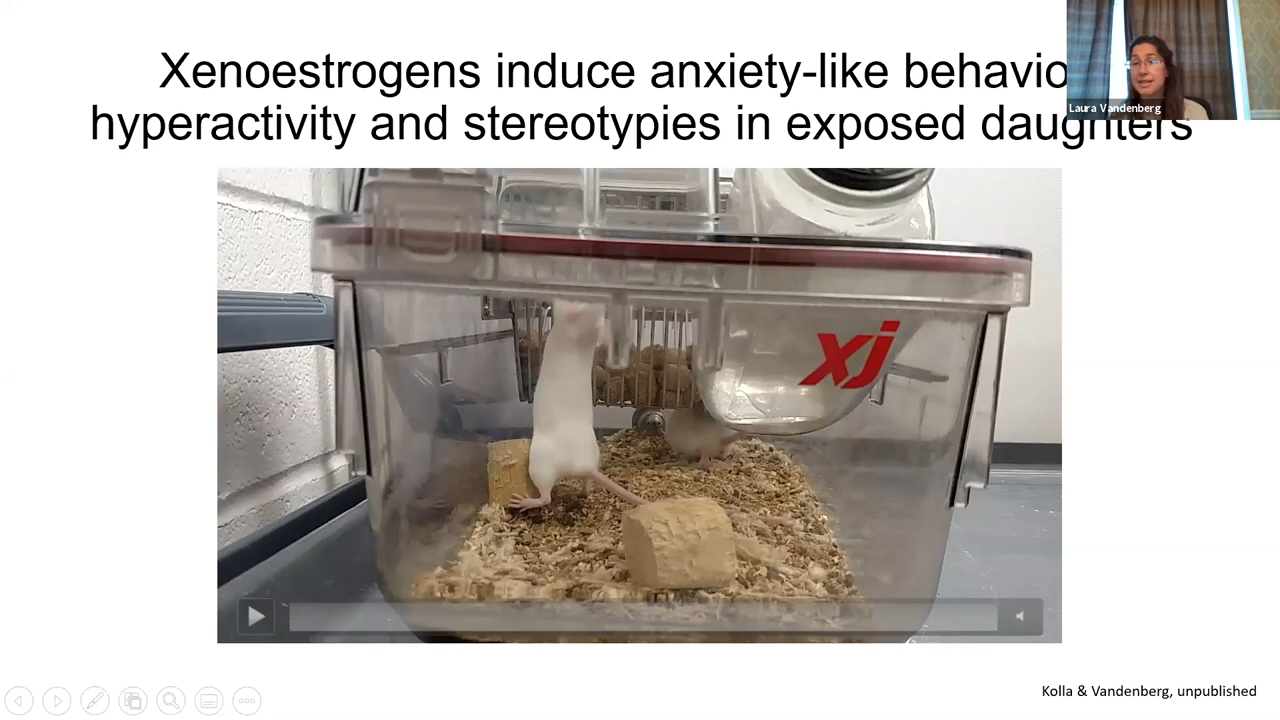 Xenoestrogens induce anxiety-like behavio
hyperactivity and stereotypies in exposed daughters
Laura Vandenberg
xj
Kolla & Vandenberg, unpublished